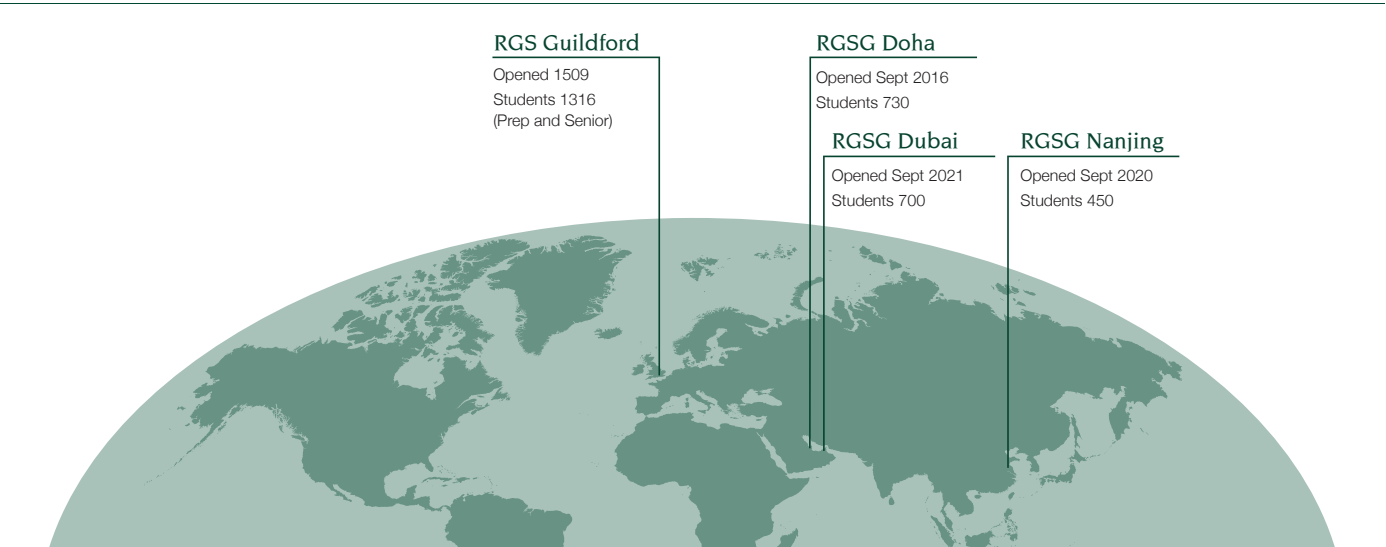 RGS Guildford
Opened 1509
Students 1316
(Prep and Senior)
RGSG Doha
Opened Sept 2016
Students 730
RGSG Dubai
Opened Sept 2021
Students 700
RGSG Nanjing
Opened Sept 2020
Students 450